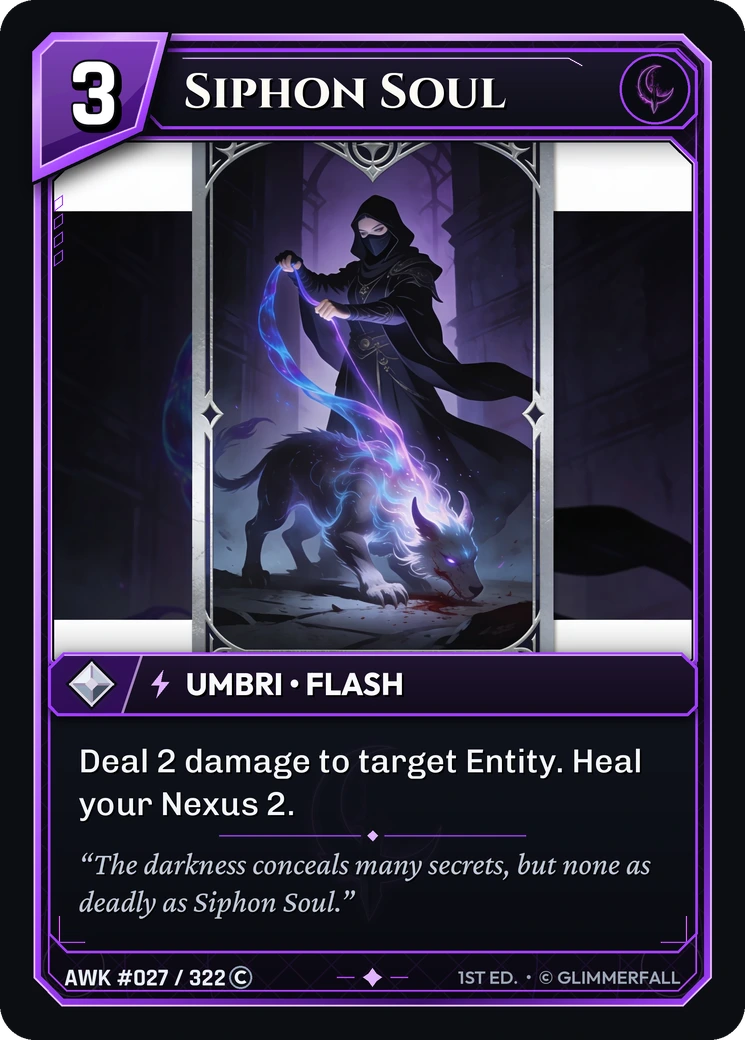 3
Siphon Soul
UMBRI • FLASH
Deal 2 damage to target Entity. Heal
your Nexus 2.
“The darkness conceals many secrets, but none as
deadly as Siphon Soul.”
AWK #027 / 322 Ⓒ
1ST ED. • © GLIMMERFALL